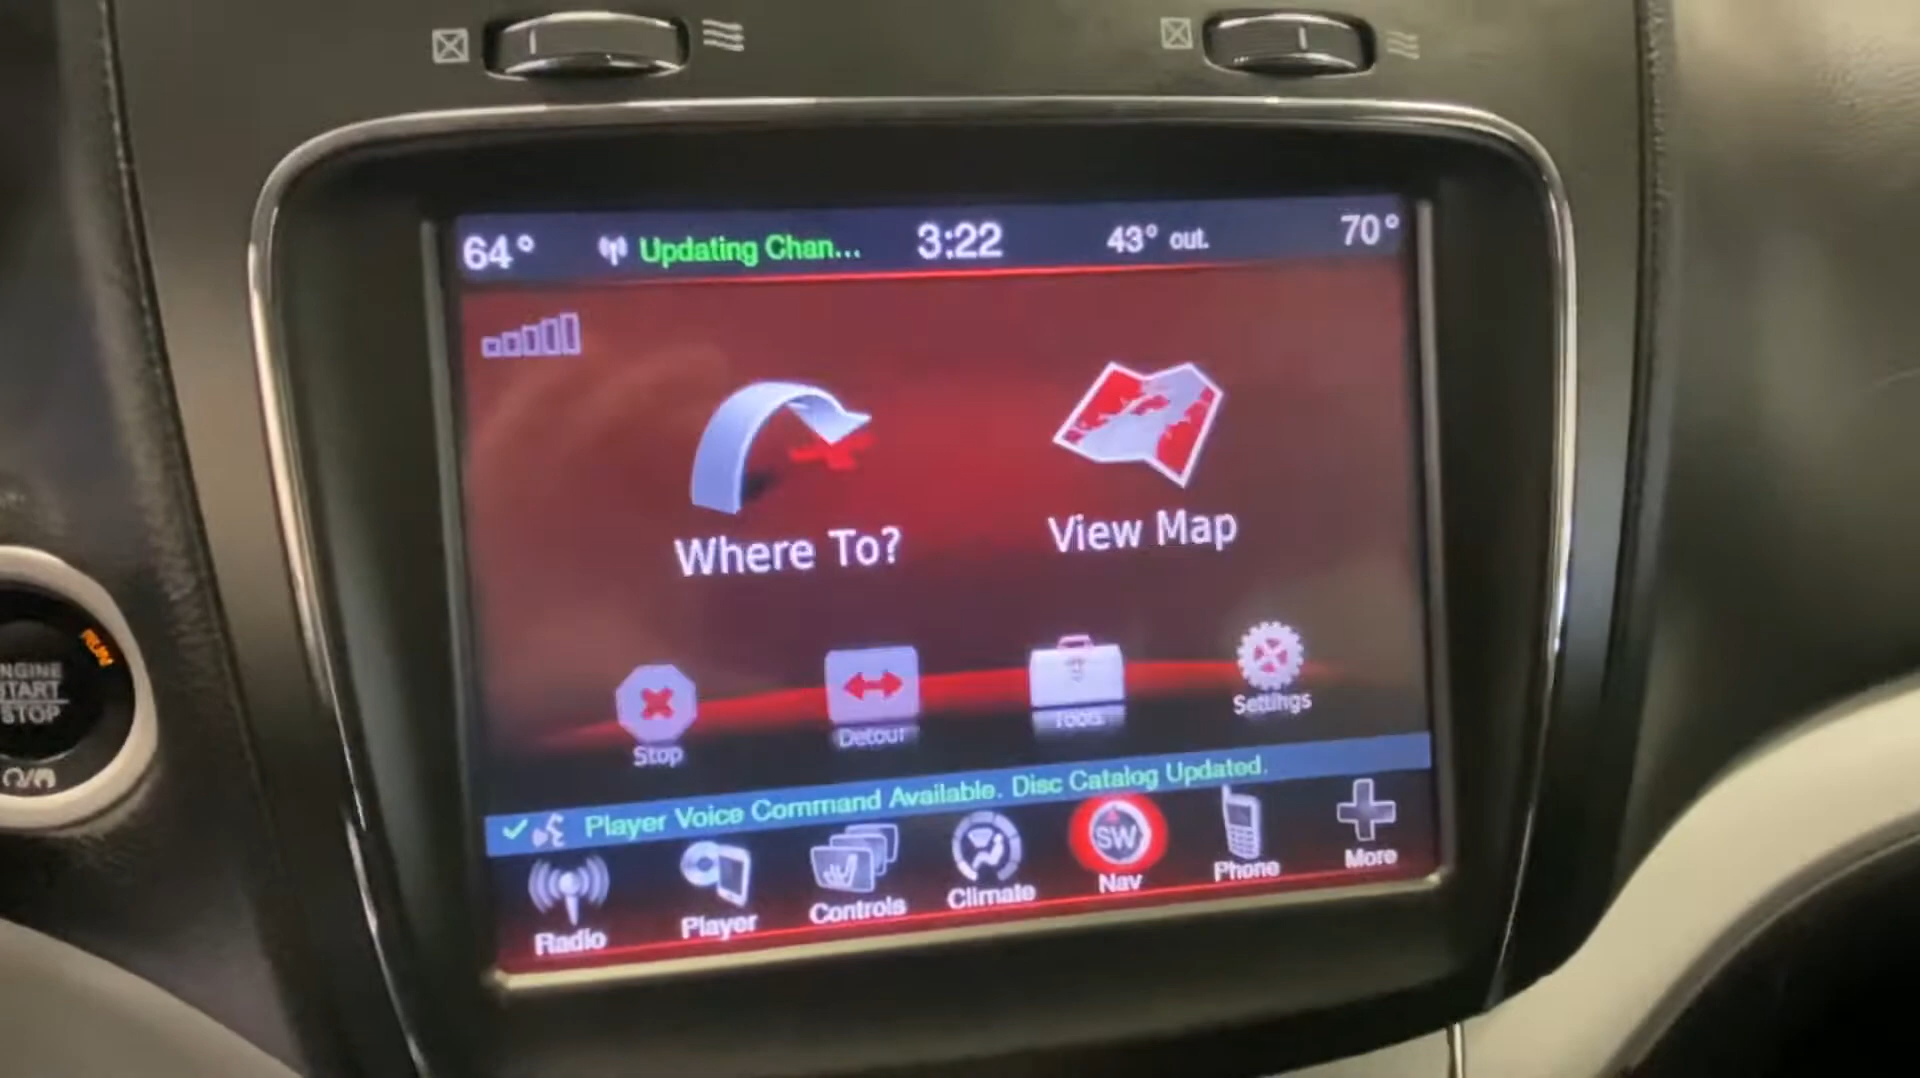 64° Updating Chan... 3:22 43° out. 70°
Where To? View Map
Stop Detour Tools Settings
Player Voice Command Available. Disc Catalog Updated.
SW
Radio Player Controls Climate Nav Phone More
RUN
ENGINE
START
STOP